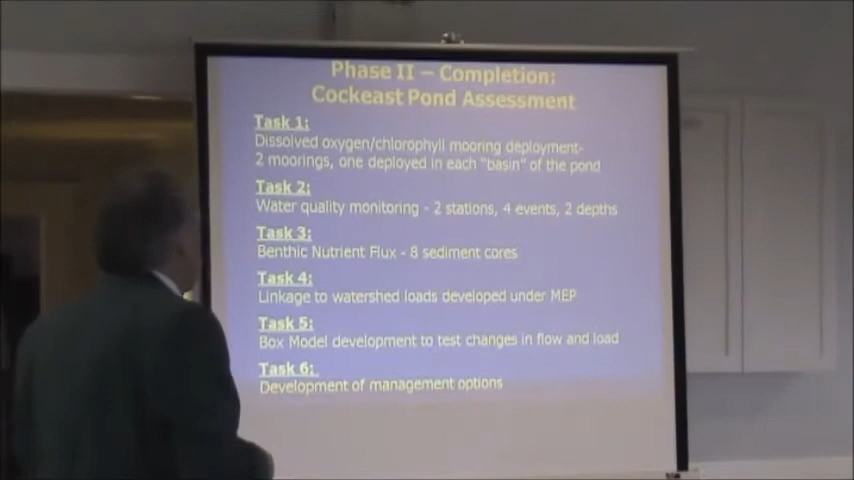 Phase II – Completion:
Cockeast Pond Assessment
Task 1:
Dissolved oxygen/chlorophyll mooring deployment-
2 moorings, one deployed in each "basin" of the pond
Task 2:
Water quality monitoring - 2 stations, 4 events, 2 depths
Task 3:
Benthic Nutrient Flux - 8 sediment cores
Task 4:
Linkage to watershed loads developed under MEP
Task 5:
Box Model development to test changes in flow and load
Task 6:
Development of management options